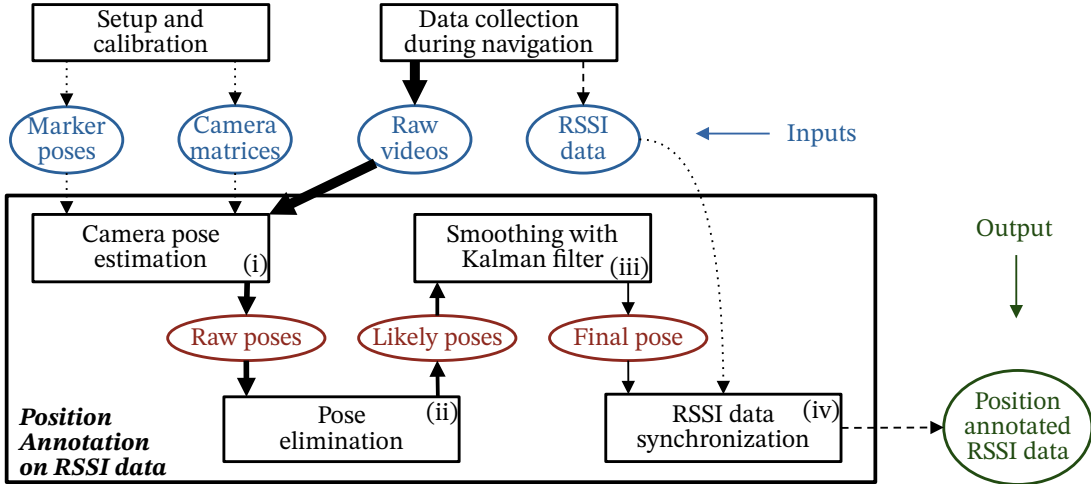 Setup and
calibration
Data collection
during navigation
Marker
poses
Camera
matrices
Raw
videos
RSSI
data
Inputs
Camera pose
estimation
(i)
Smoothing with
Kalman filter
(iii)
Output
Raw poses
Likely poses
Final pose
Position
Annotation
on RSSI data
Pose
elimination
(ii)
RSSI data
synchronization
(iv)
Position
annotated
RSSI data